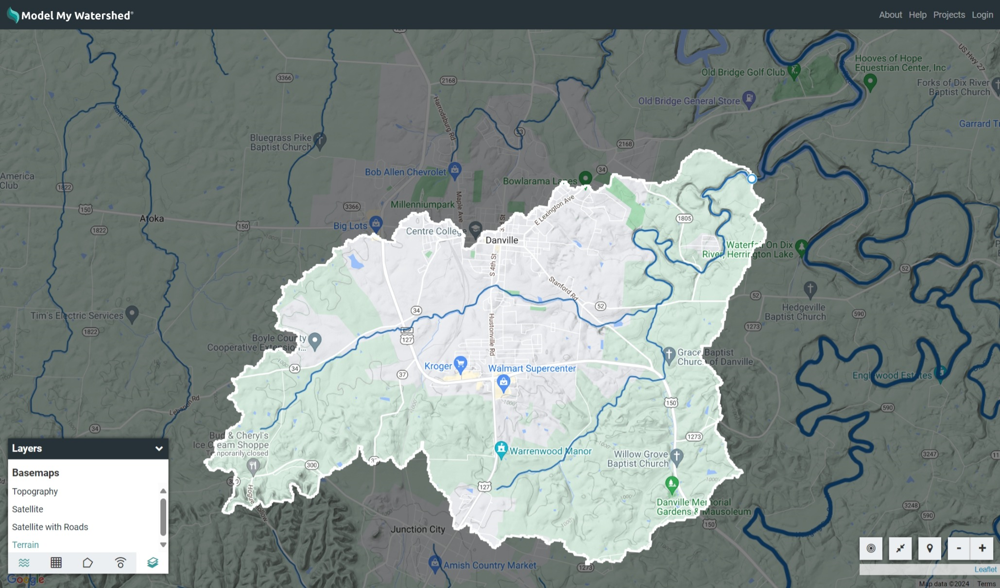 Model My Watershed®
About Help Projects Login
US Hwy 27
Hooves of Hope
Equestrian Center, Inc
Old Bridge Golf Club
3366
2168
Forks of Dix River
Baptist Church
Old Bridge General Store
Harrodsburg Rd
Salt River
Garrard Tr
33
Bluegrass Pike
Baptist Church
2168
34
Bob Allen Chevrolet
America
Club
Bowlarama Lanes
1822
Maple Ave
Millenniumpark
E Lexington Ave
3366
150
Atoka
1805
150
Big Lots
Centre College
1822
Danville
Waterfall On Dix
River, Herrington Lake
S 4th St
52
Stanford Rd
52
34
52
Hedgeville
Baptist Church
590
Tim's Electric Services
1273
1822
Hustonville Rd
BYP
127
Boyle County
Cooperative Extension...
Grace Baptist
Church of Danville
Kroger
Walmart Supercenter
34
37
Englewood Estates
1000
150
590
Lebanon Rd
34
1273
Bud & Cheryl's
Ice Cream Shoppe
Temporarily closed
Warrenwood Manor
Willow Grove
Baptist Church
3247
300
127
Hogue Hollow
Danville Memorial
Gardens & Mausoleum
3248
590
150
Junction City
Amish Country Market
1273
Layers
Basemaps
Topography
Satellite
Satellite with Roads
Terrain
Google
- +
Leaflet
Map data ©2024 Terms